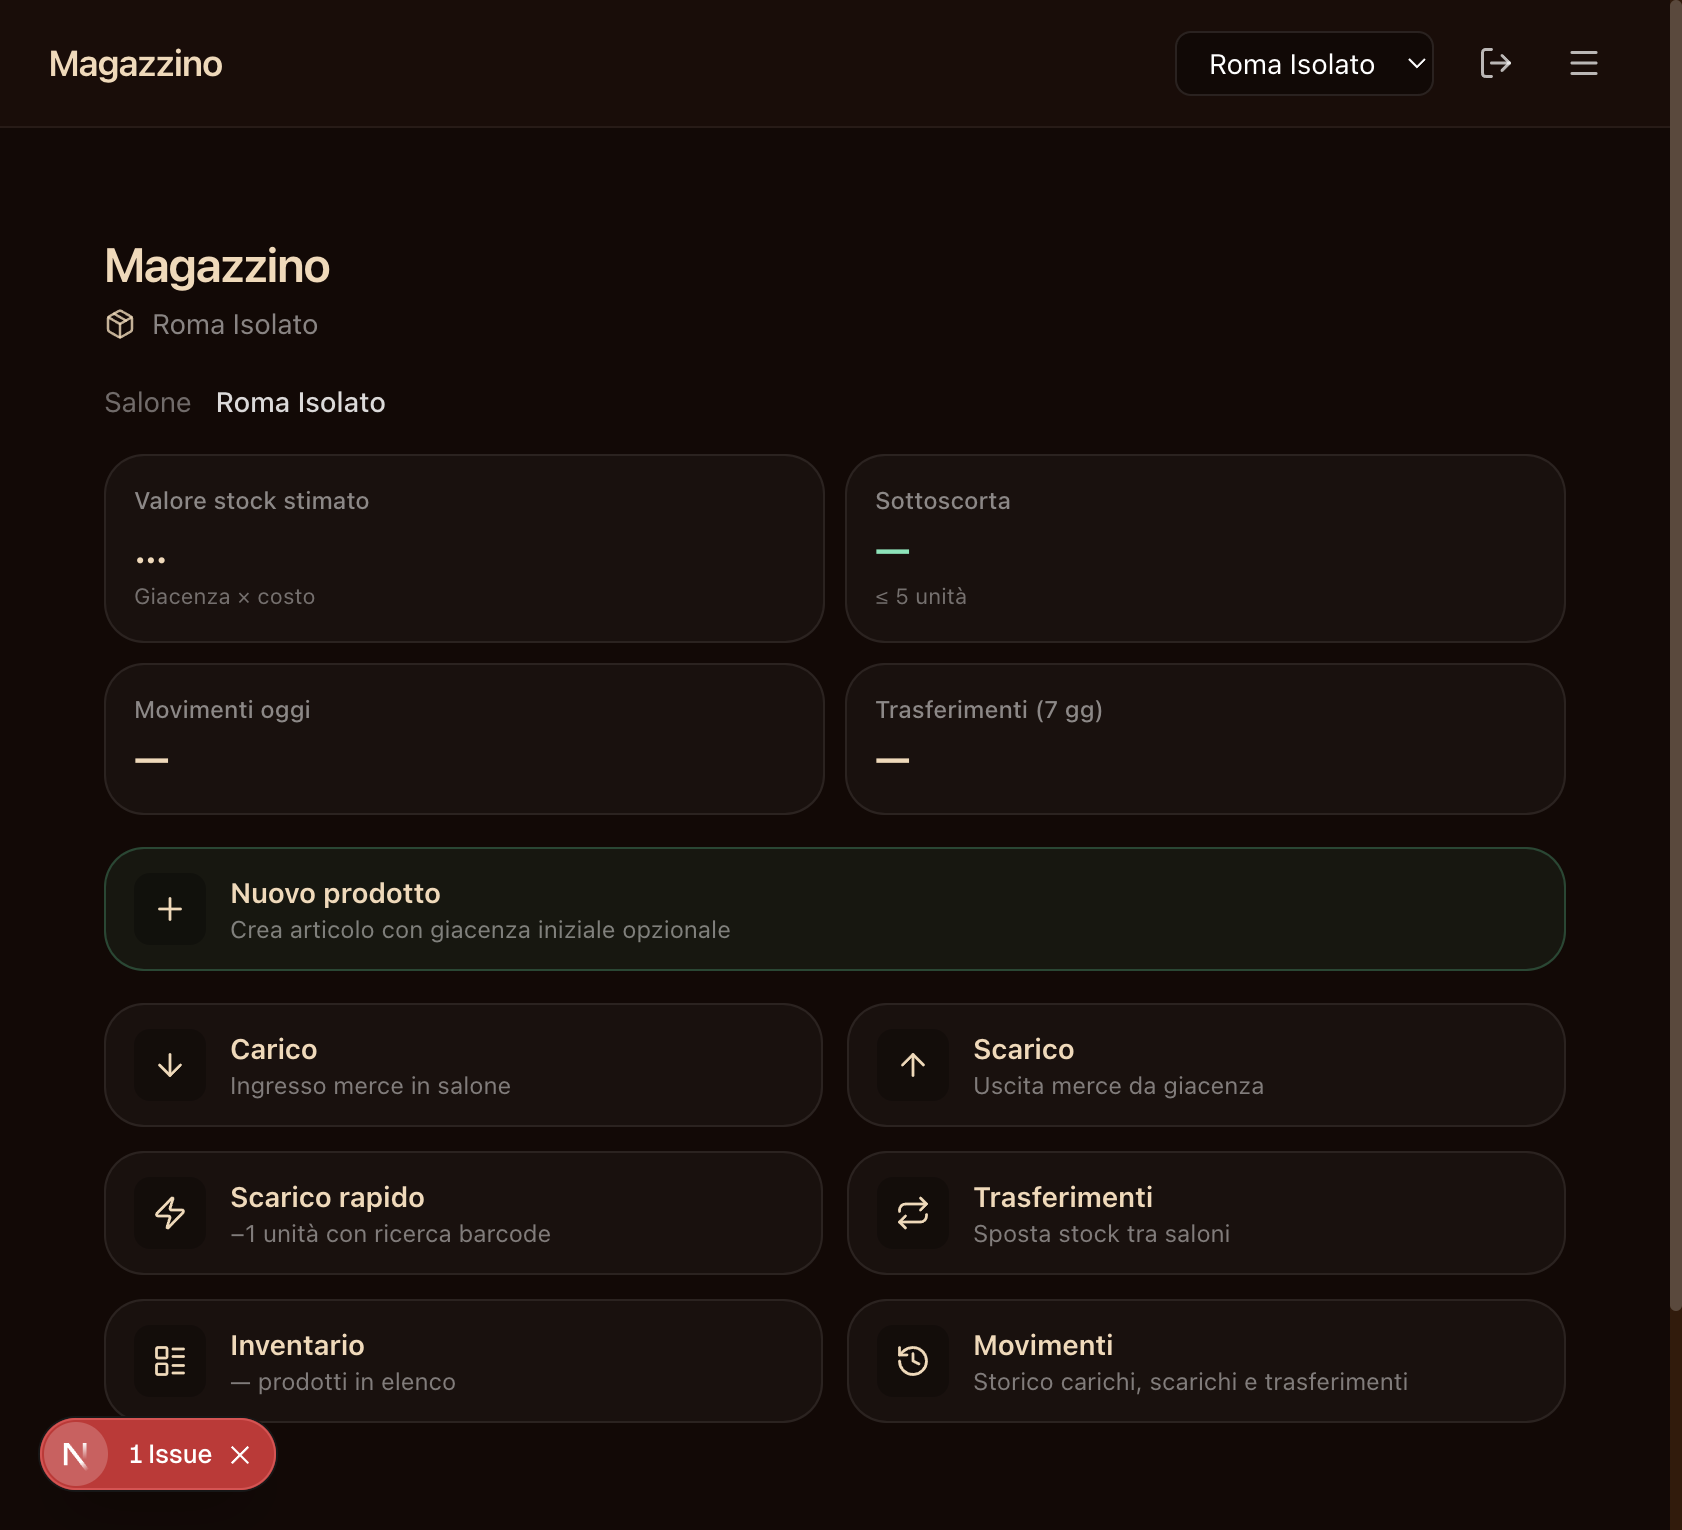 Magazzino
Roma Isolato
Magazzino
Roma Isolato
Salone Roma Isolato
Valore stock stimato
...
Giacenza × costo
Sottoscorta
—
≤ 5 unità
Movimenti oggi
—
Trasferimenti (7 gg)
—
Nuovo prodotto
Crea articolo con giacenza iniziale opzionale
Carico
Ingresso merce in salone
Scarico
Uscita merce da giacenza
Scarico rapido
−1 unità con ricerca barcode
Trasferimenti
Sposta stock tra saloni
Inventario
— prodotti in elenco
Movimenti
Storico carichi, scarichi e trasferimenti
N 1 Issue